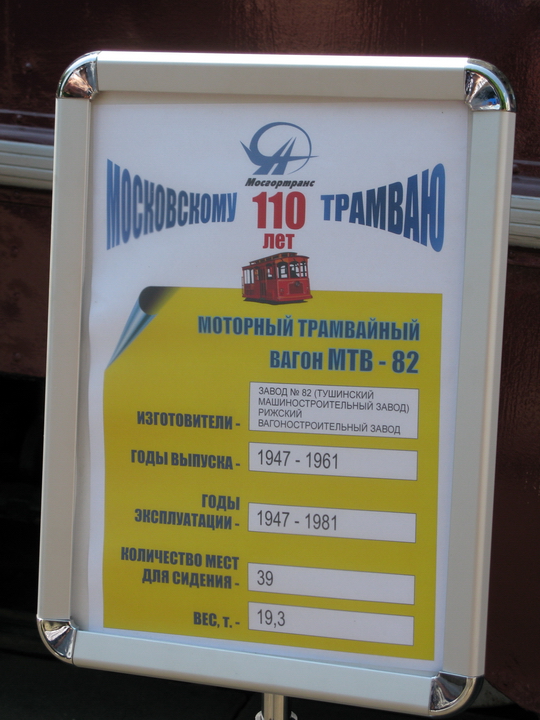 Мосгортранс
МОСКОВСКОМУ 110 ТРАМВАЮ
лет
МОТОРНЫЙ ТРАМВАЙНЫЙ
ВАГОН МТВ - 82
ИЗГОТОВИТЕЛИ -
ЗАВОД № 82 (ТУШИНСКИЙ
МАШИНОСТРОИТЕЛЬНЫЙ ЗАВОД)
РИЖСКИЙ
ВАГОНОСТРОИТЕЛЬНЫЙ ЗАВОД
ГОДЫ ВЫПУСКА - 1947 - 1961
ГОДЫ
ЭКСПЛУАТАЦИИ - 1947 - 1981
КОЛИЧЕСТВО МЕСТ
ДЛЯ СИДЕНИЯ - 39
ВЕС, т. - 19,3